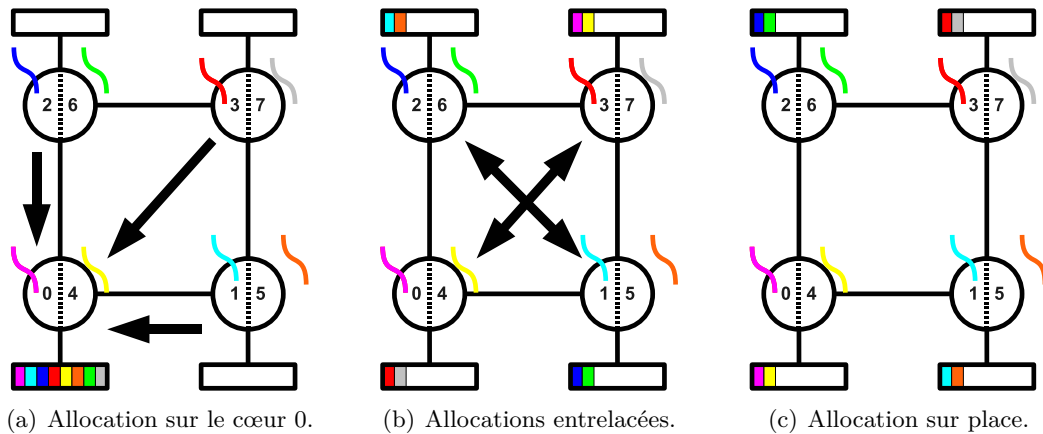 2 6 3 7 2 6 3 7 2 6 3 7
0 4 1 5 0 4 1 5 0 4 1 5
(a) Allocation sur le cœur 0. (b) Allocations entrelacées. (c) Allocation sur place.